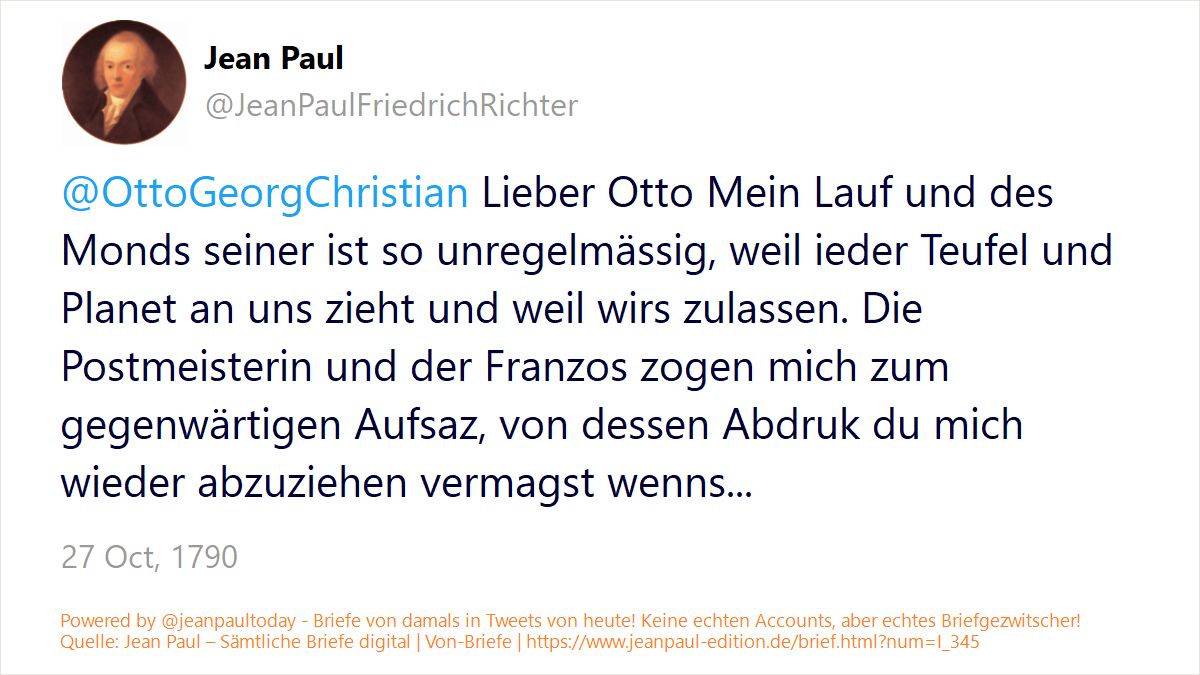 Jean Paul
@JeanPaulFriedrichRichter
@OttoGeorgChristian Lieber Otto Mein Lauf und des
Monds seiner ist so unregelmässig, weil ieder Teufel und
Planet an uns zieht und weil wirs zulassen. Die
Postmeisterin und der Franzos zogen mich zum
gegenwärtigen Aufsaz, von dessen Abdruk du mich
wieder abzuziehen vermagst wenns...
27 Oct, 1790
Powered by @jeanpaultoday - Briefe von damals in Tweets von heute! Keine echten Accounts, aber echtes Briefgezwitscher!
Quelle: Jean Paul – Sämtliche Briefe digital | Von-Briefe | https://www.jeanpaul-edition.de/brief.html?num=I_345